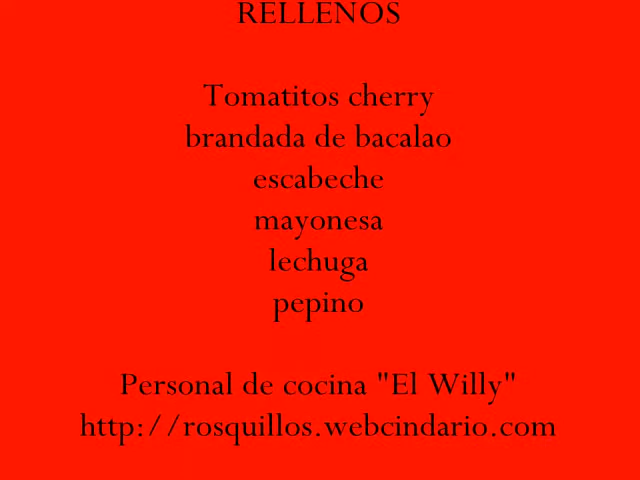 RELLENOS
Tomatitos cherry
brandada de bacalao
escabeche
mayonesa
lechuga
pepino
Personal de cocina "El Willy"
http://rosquillos.webcindario.com